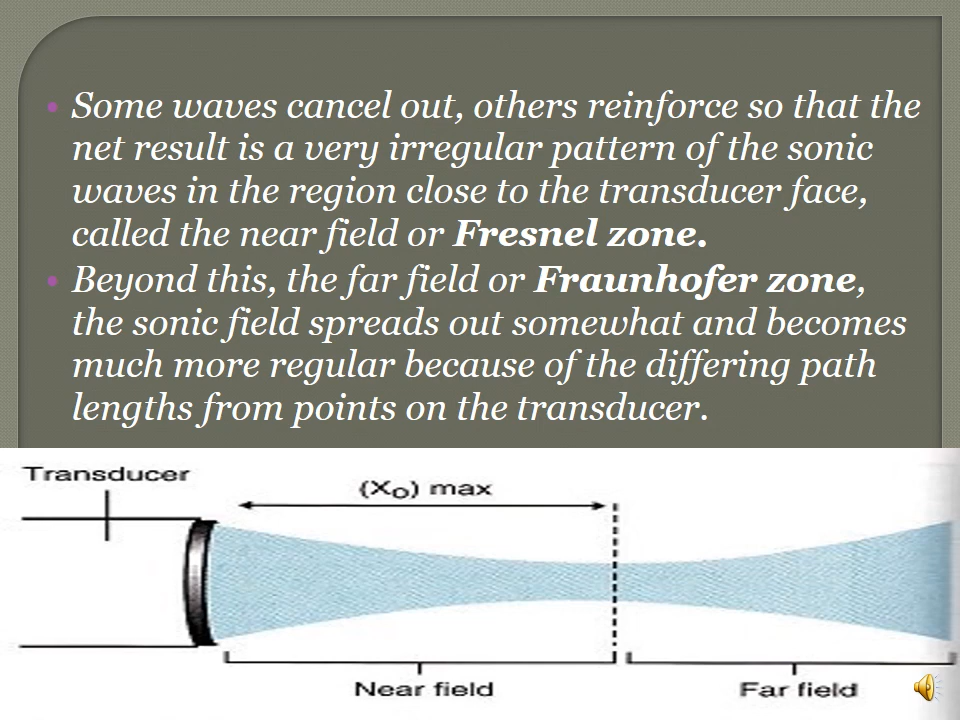 Some waves cancel out, others reinforce so that the
net result is a very irregular pattern of the sonic
waves in the region close to the transducer face,
called the near field or Fresnel zone.
Beyond this, the far field or Fraunhofer zone,
the sonic field spreads out somewhat and becomes
much more regular because of the differing path
lengths from points on the transducer.
Transducer
(Xo) max
Near field
Far field